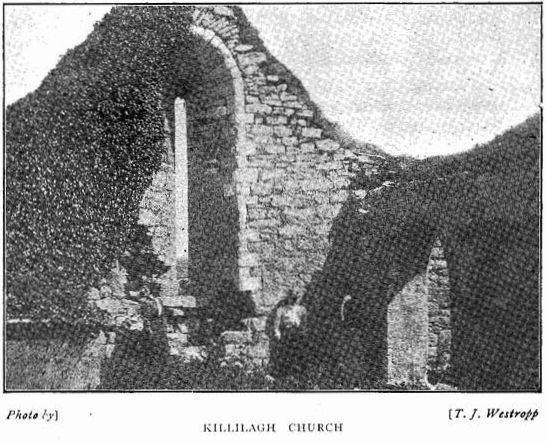 Photo by]
[T. J. Westropp
KILLILAGH CHURCH